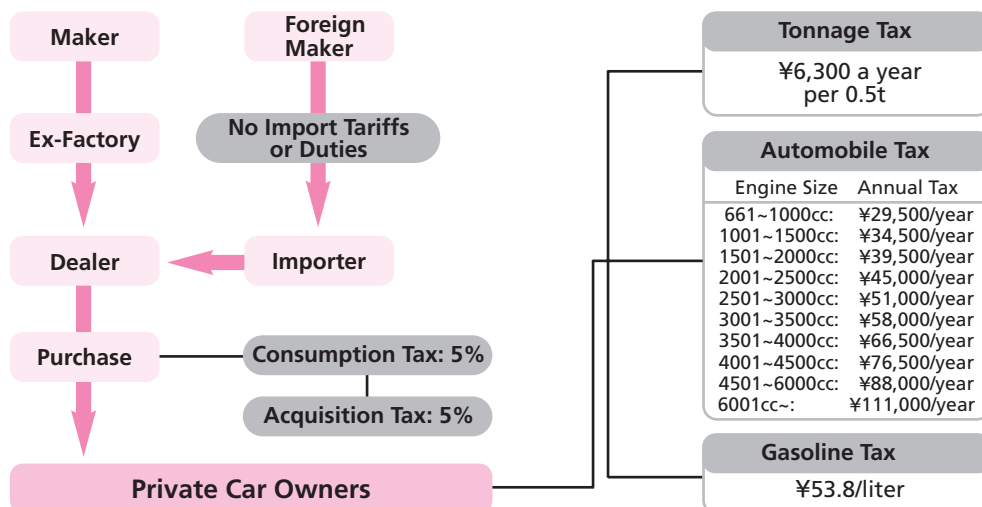 Maker
Foreign
Maker
Ex-Factory
No Import Tariffs
or Duties
Dealer
Importer
Purchase
Consumption Tax: 5%
Acquisition Tax: 5%
Private Car Owners
Tonnage Tax
¥6,300 a year
per 0.5t
Automobile Tax
Engine Size Annual Tax
661~1000cc: ¥29,500/year
1001~1500cc: ¥34,500/year
1501~2000cc: ¥39,500/year
2001~2500cc: ¥45,000/year
2501~3000cc: ¥51,000/year
3001~3500cc: ¥58,000/year
3501~4000cc: ¥66,500/year
4001~4500cc: ¥76,500/year
4501~6000cc: ¥88,000/year
6001cc~: ¥111,000/year
Gasoline Tax
¥53.8/liter